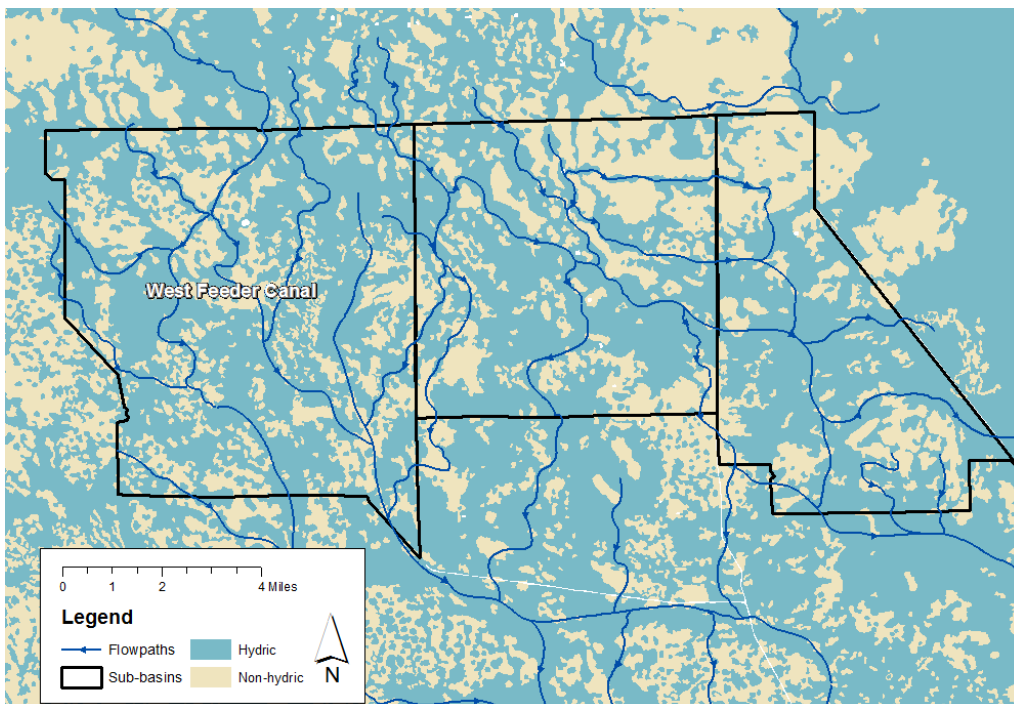 West Feeder Canal
0 1 2 4 Miles
Legend
Flowpaths Hydric
Sub-basins Non-hydric
N